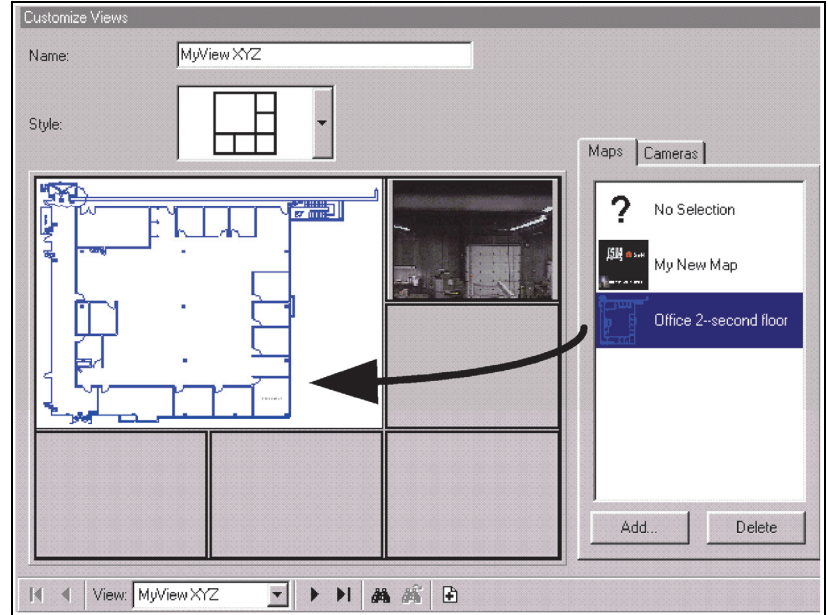 Customize Views
Name: MyView XYZ
Style:
Maps Cameras
? No Selection
My New Map
Office 2--second floor
Add... Delete
View: MyView XYZ